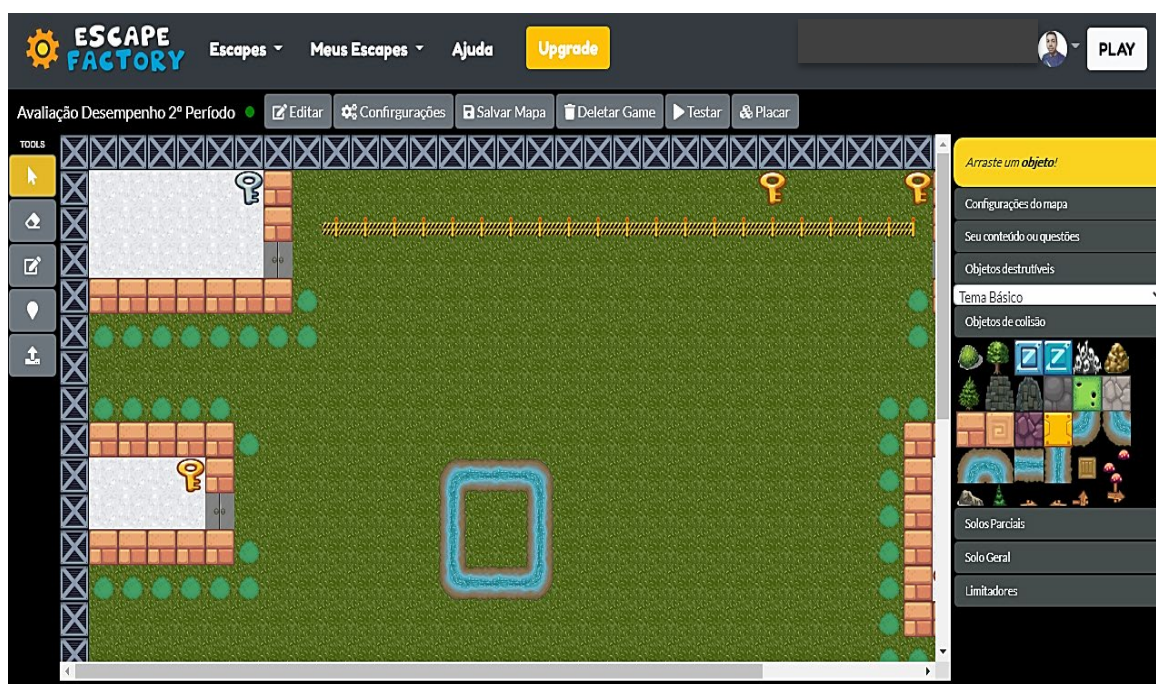 ESCAPE
FACTORY
Escapes
Meus Escapes
Ajuda
Upgrade
PLAY
Avaliação Desempenho 2º Período
Editar
Confirgurações
Salvar Mapa
Deletar Game
Testar
Placar
TOOLS
Arraste um objeto!
Configurações do mapa
Seu conteúdo ou questões
Objetos destrutíveis
Tema Básico
Objetos de colisão
Solos Parciais
Solo Geral
Limitadores